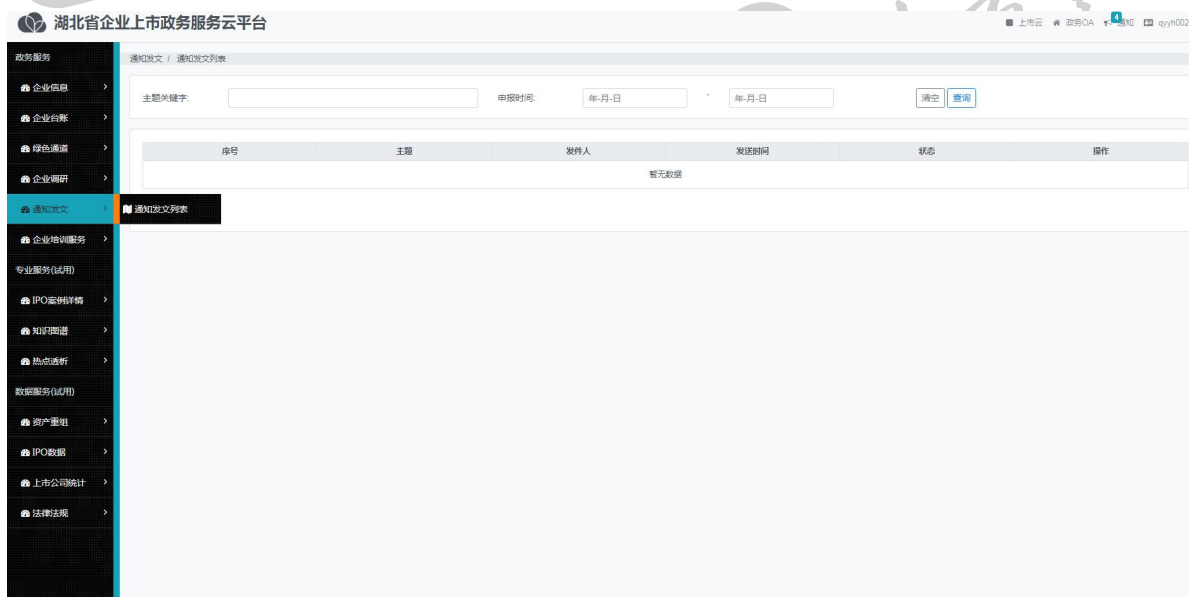 湖北省企业上市政务服务云平台
上市云 政务OA 4 通知 qyyh002
政务服务
通知发文 / 通知发文列表
企业信息
主题关键字: 申报时间: 年-月-日 - 年-月-日 清空 查询
企业台账
绿色通道
序号 主题 发件人 发送时间 状态 操作
暂无数据
企业调研
通知发文 通知发文列表
企业培训服务
专业服务(试用)
IPO案例详情
知识图谱
热点透析
数据服务(试用)
资产重组
IPO数据
上市公司统计
法律法规